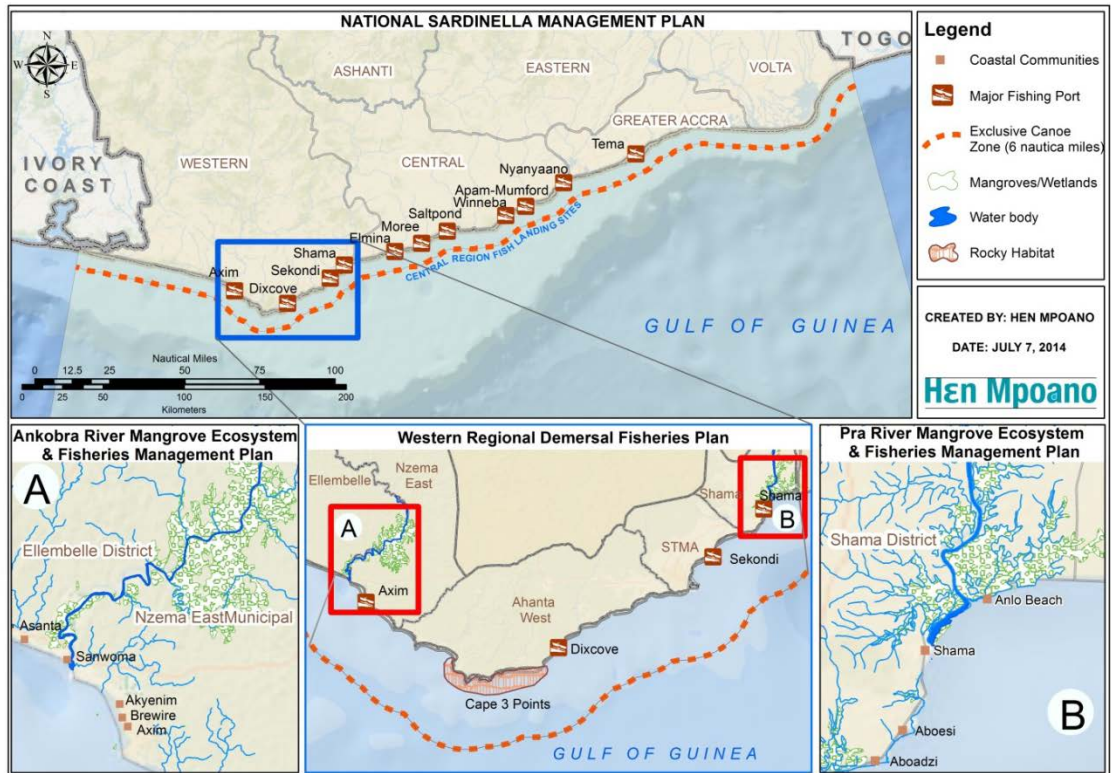 NATIONAL SARDINELLA MANAGEMENT PLAN
N
W E
S
TOGO
ASHANTI
EASTERN
VOLTA
GREATER ACCRA
IVORY
COAST
WESTERN
CENTRAL
Tema
Nyanyaano
Apam-Mumford
Winneba
Saltpond
Moree
Elmina
Shama
Sekondi
Axim
Dixcove
CENTRAL REGION FISH LANDING SITES
GULF OF GUINEA
Nautical Miles
0 12.5 25 50 75 100
0 25 50 100 150 200
Kilometers
Legend
Coastal Communities
Major Fishing Port
Exclusive Canoe
Zone (6 nautica miles)
Mangroves/Wetlands
Water body
Rocky Habitat
CREATED BY: HEN MPOANO
DATE: JULY 7, 2014
Hɛn Mpoano
Ankobra River Mangrove Ecosystem
& Fisheries Management Plan
A
Ellembelle District
Nzema EastMunicipal
Asanta
Sanwoma
Akyenim
Brewire
Axim
Western Regional Demersal Fisheries Plan
Ellembelle
Nzema
East
A
Axim
Shama
Shama
B
STMA
Sekondi
Ahanta
West
Dixcove
Cape 3 Points
GULF OF GUINEA
Pra River Mangrove Ecosystem
& Fisheries Management Plan
Shama District
Anlo Beach
Shama
Aboesi
Aboadzi
B